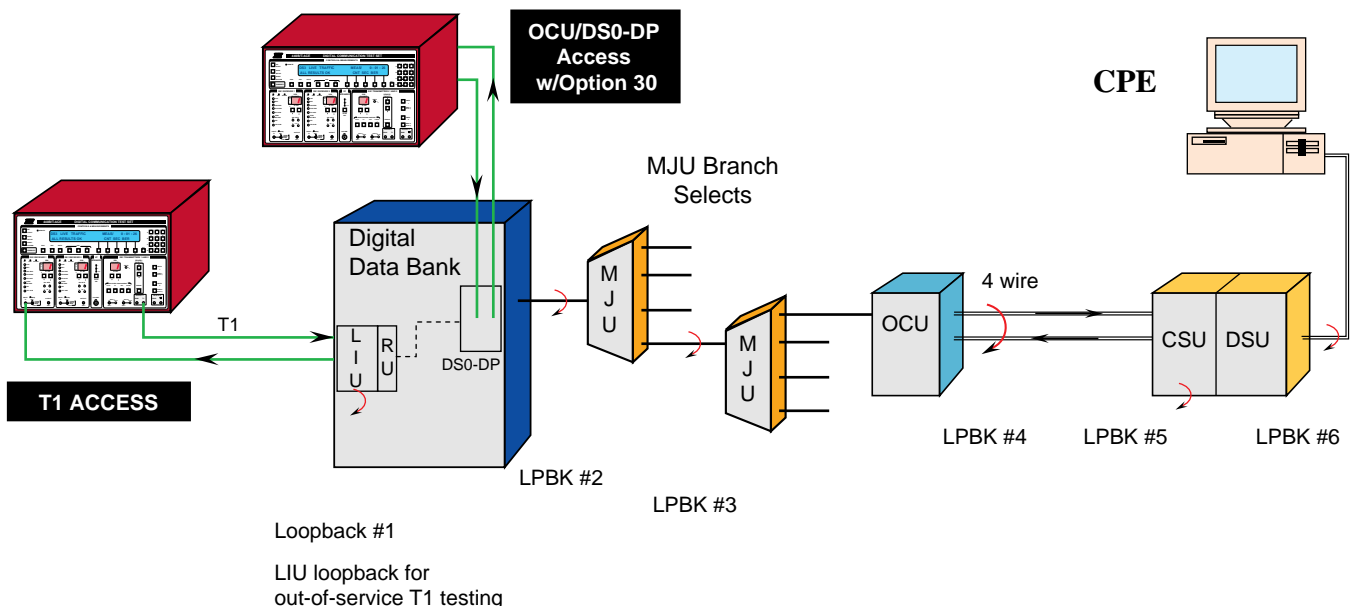 OCU/DS0-DP
Access
w/Option 30
CPE
MJU Branch
Selects
Digital
Data Bank
M
J
U
4 wire
OCU
CSU
DSU
T1
L
I
U
R
U
DS0-DP
M
J
U
T1 ACCESS
LPBK #4
LPBK #5
LPBK #6
LPBK #2
LPBK #3
Loopback #1
LIU loopback for
out-of-service T1 testing